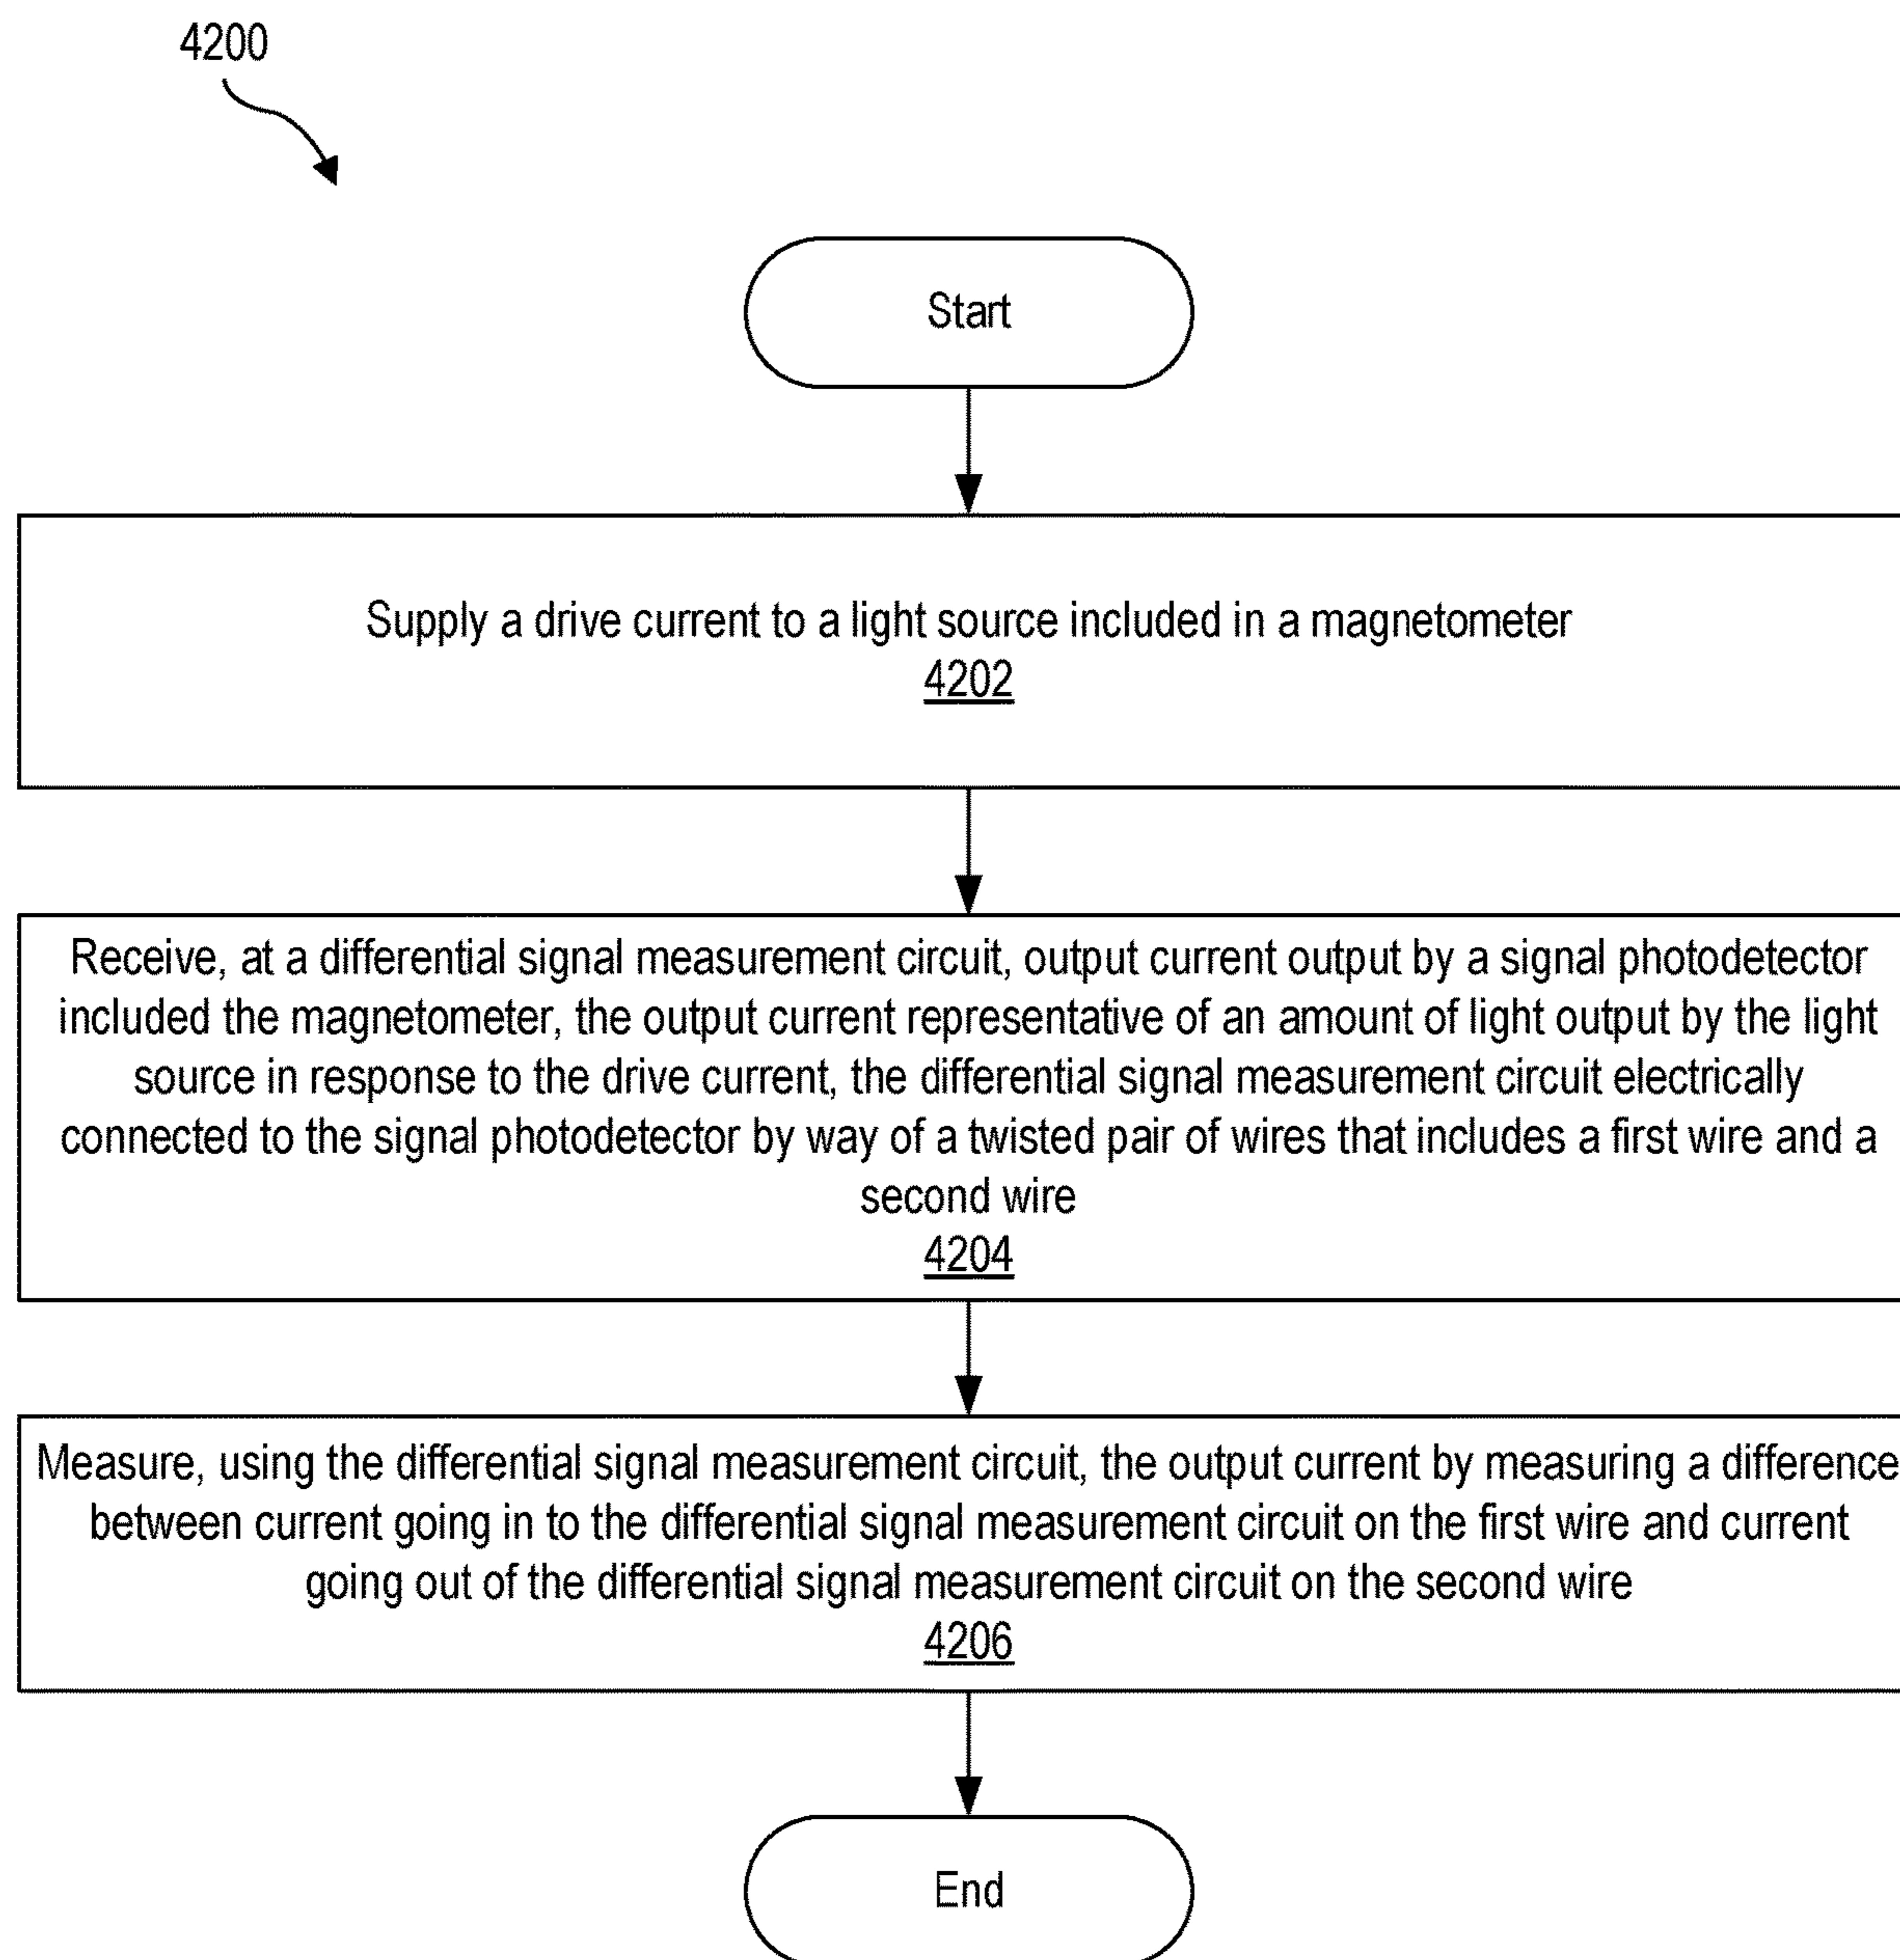 4200
Start
Supply a drive current to a light source included in a magnetometer
4202
Receive, at a differential signal measurement circuit, output current output by a signal photodetector
included the magnetometer, the output current representative of an amount of light output by the light
source in response to the drive current, the differential signal measurement circuit electrically
connected to the signal photodetector by way of a twisted pair of wires that includes a first wire and a
second wire
4204
Measure, using the differential signal measurement circuit, the output current by measuring a difference
between current going in to the differential signal measurement circuit on the first wire and current
going out of the differential signal measurement circuit on the second wire
4206
End